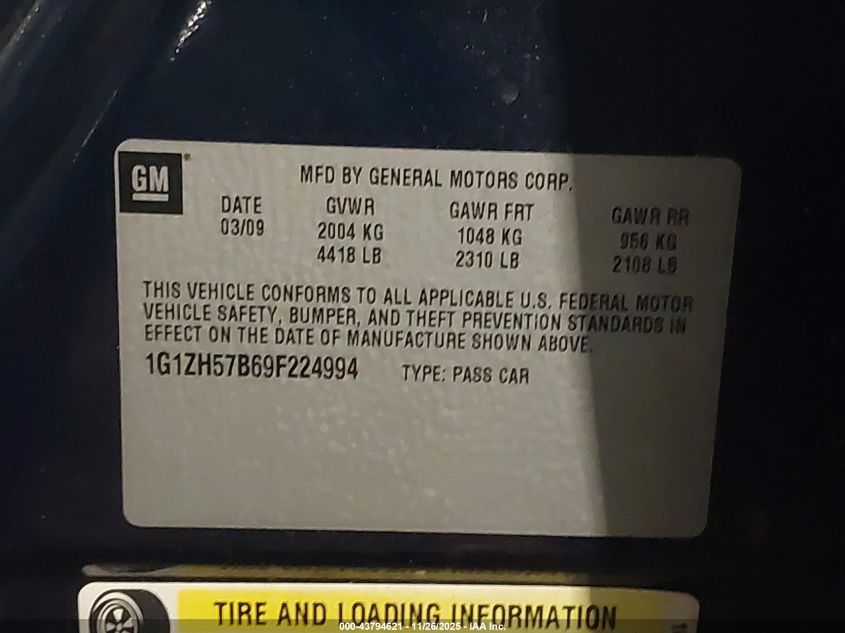 GM
MFD BY GENERAL MOTORS CORP.
DATE GVWR GAWR FRT GAWR RR
03/09 2004 KG 1048 KG 956 KG
4418 LB 2310 LB 2108 LB
THIS VEHICLE CONFORMS TO ALL APPLICABLE U.S. FEDERAL MOTOR
VEHICLE SAFETY, BUMPER, AND THEFT PREVENTION STANDARDS IN
EFFECT ON THE DATE OF MANUFACTURE SHOWN ABOVE.
1G1ZH57B69F224994 TYPE: PASS CAR
TIRE AND LOADING INFORMATION
000-43794621 - 11/26/2025 - IAA Inc.